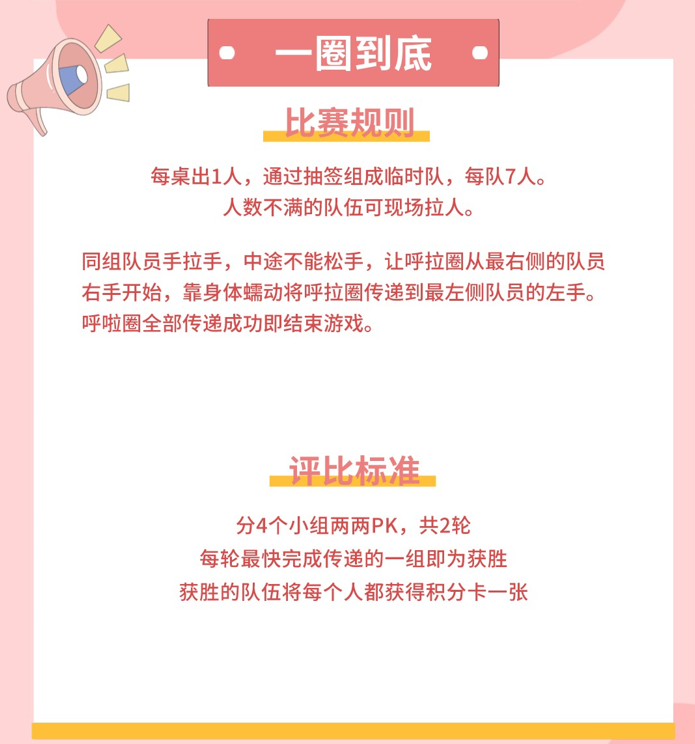 一圈到底
比赛规则
每桌出1人，通过抽签组成临时队，每队7人。
人数不满的队伍可现场拉人。
同组队员手拉手，中途不能松手，让呼拉圈从最右侧的队员
右手开始，靠身体蠕动将呼拉圈传递到最左侧队员的左手。
呼啦圈全部传递成功即结束游戏。
评比标准
分4个小组两两PK，共2轮
每轮最快完成传递的一组即为获胜
获胜的队伍将每个人都获得积分卡一张